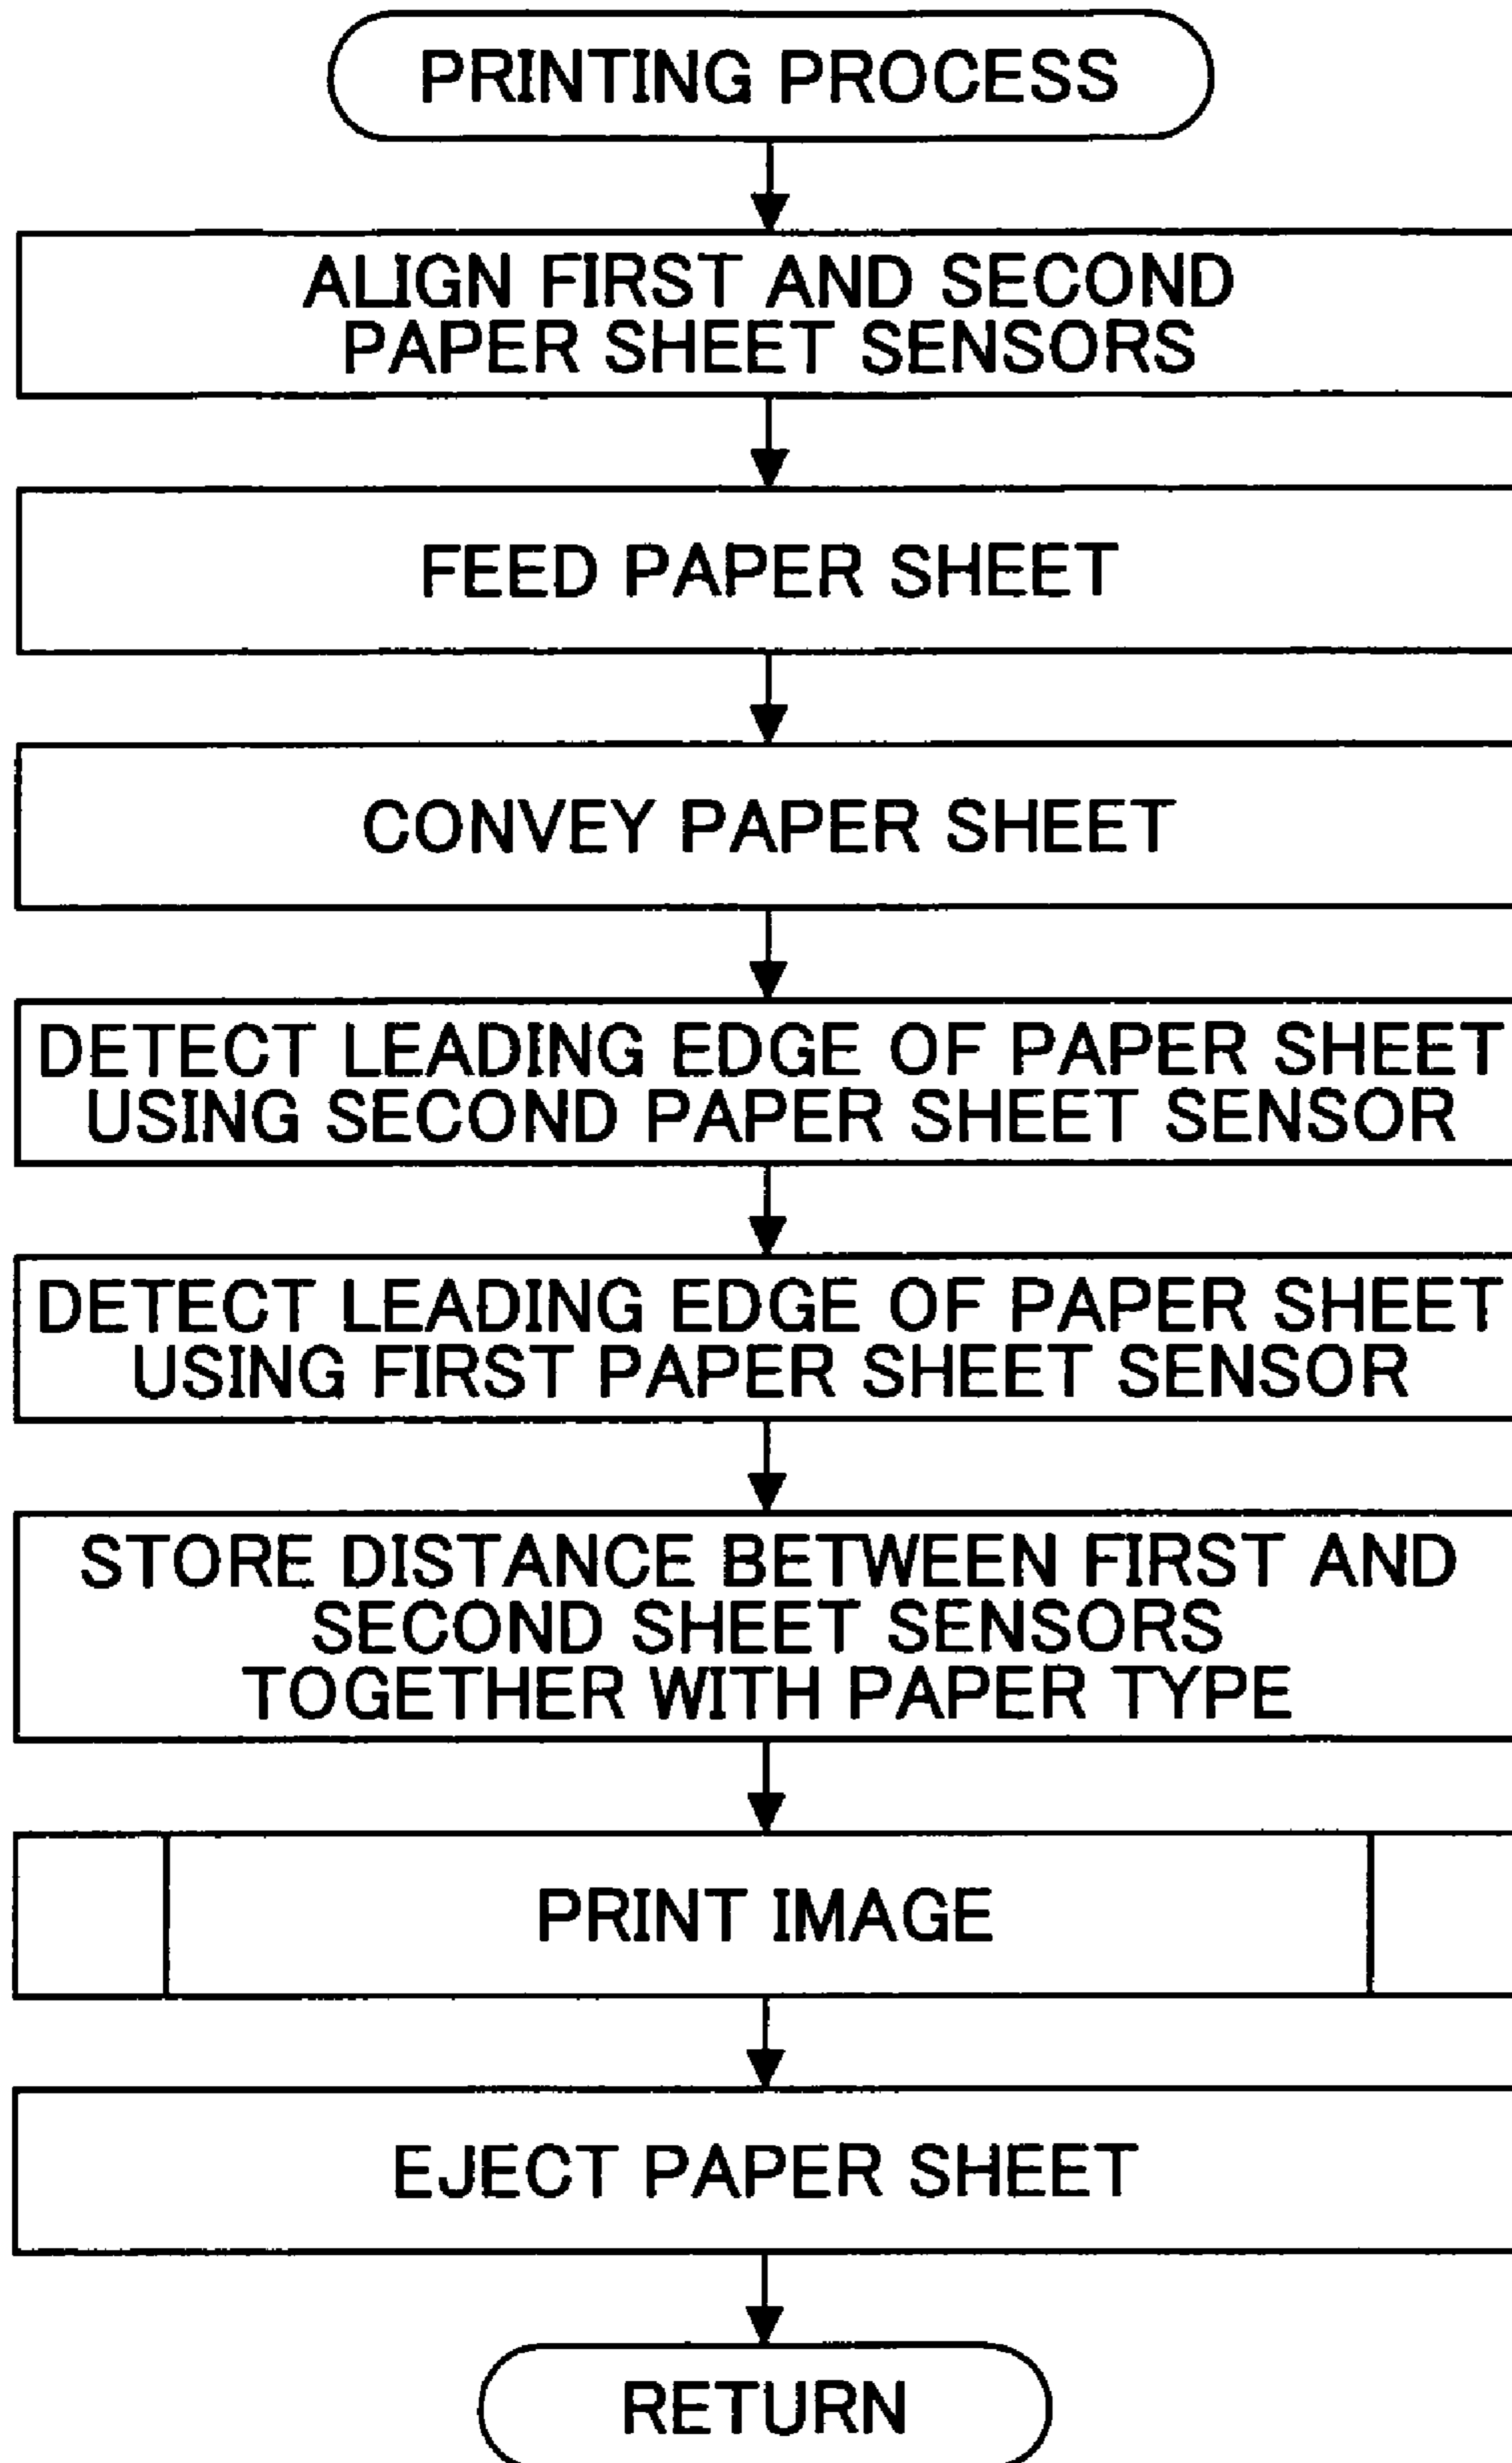 PRINTING PROCESS
ALIGN FIRST AND SECOND
PAPER SHEET SENSORS
FEED PAPER SHEET
CONVEY PAPER SHEET
DETECT LEADING EDGE OF PAPER SHEET
USING SECOND PAPER SHEET SENSOR
DETECT LEADING EDGE OF PAPER SHEET
USING FIRST PAPER SHEET SENSOR
STORE DISTANCE BETWEEN FIRST AND
SECOND SHEET SENSORS
TOGETHER WITH PAPER TYPE
PRINT IMAGE
EJECT PAPER SHEET
RETURN